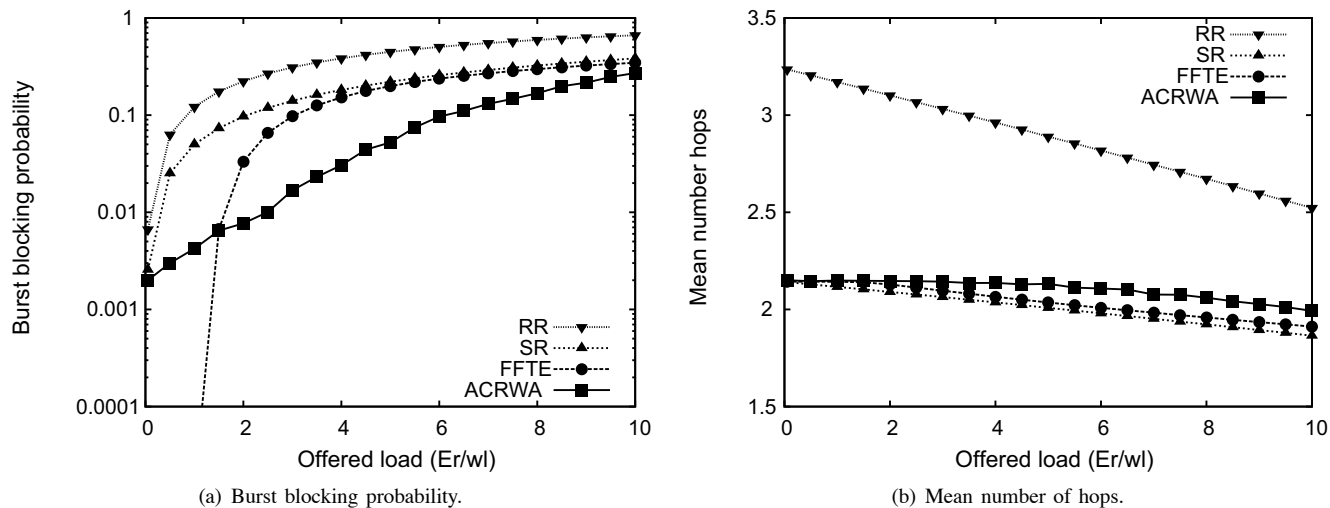 Burst blocking probability
1
0.1
0.01
0.001
0.0001
0 2 4 6 8 10
Offered load (Er/wl)
RR
SR
FFTE
ACRWA
(a) Burst blocking probability.
Mean number hops
3.5
3
2.5
2
1.5
0 2 4 6 8 10
Offered load (Er/wl)
RR
SR
FFTE
ACRWA
(b) Mean number of hops.